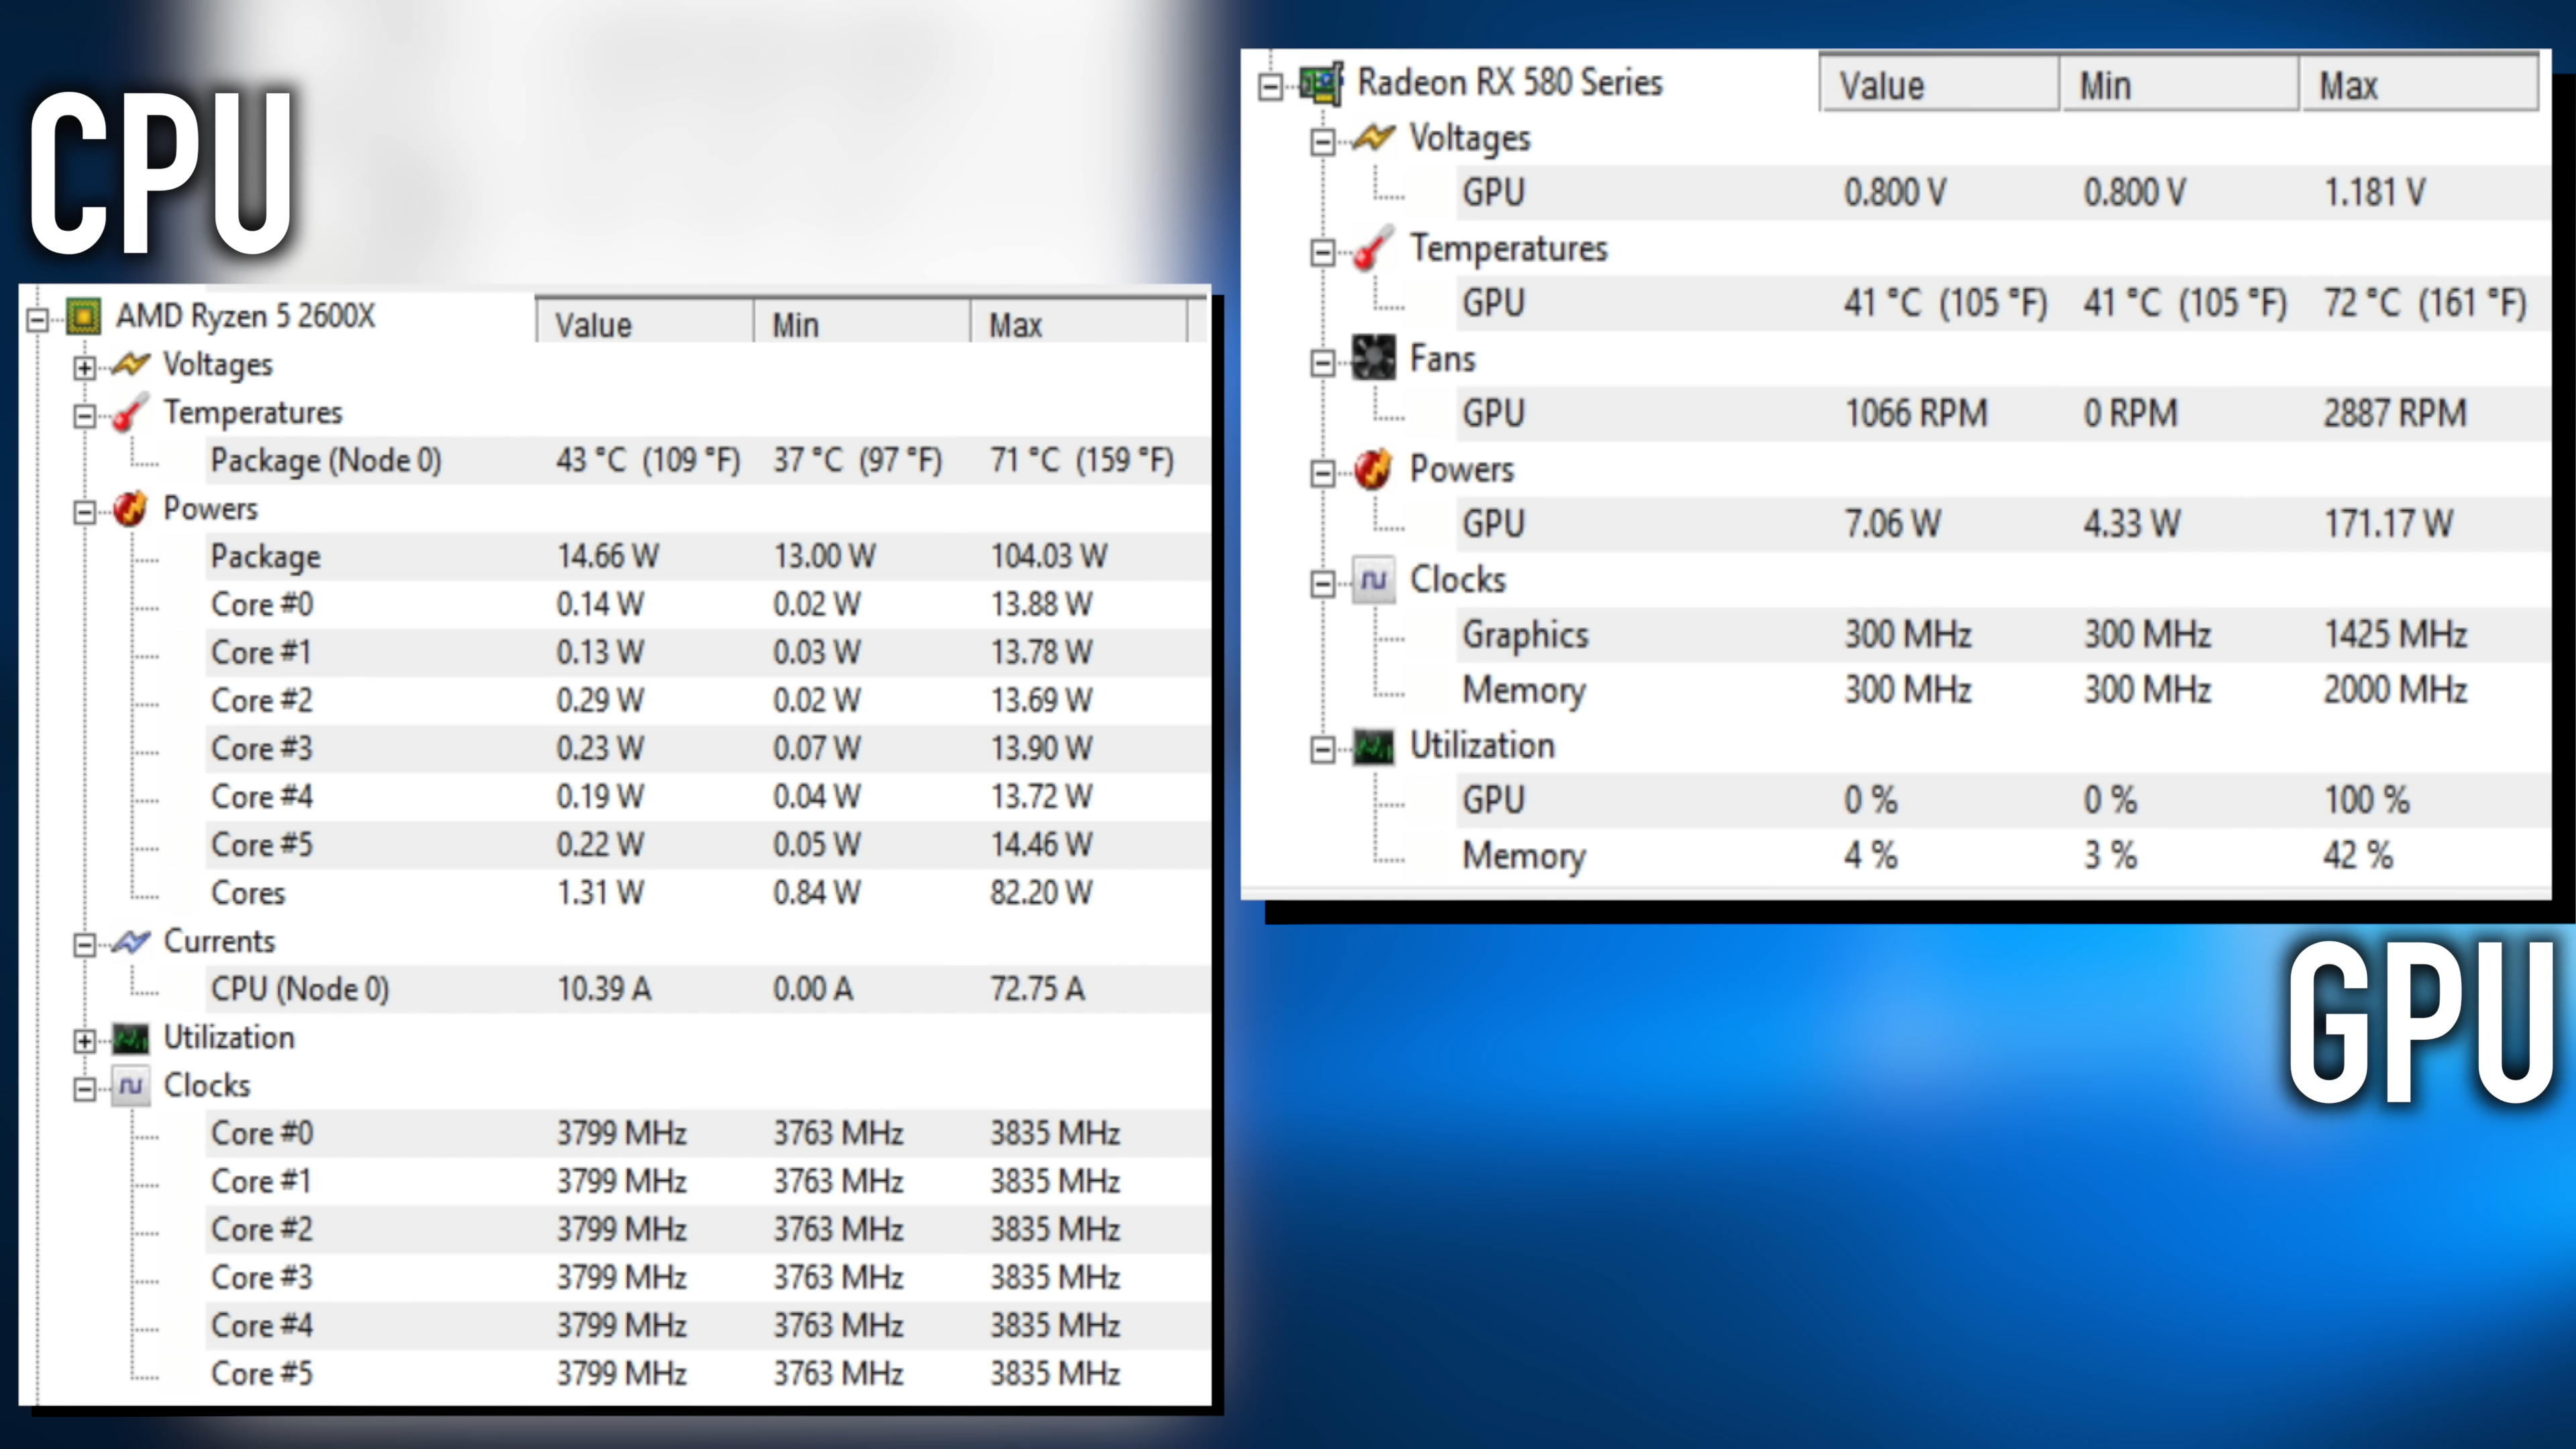 CPU
AMD Ryzen 5 2600X Value Min Max
Voltages
Temperatures
Package (Node 0) 43 °C (109 °F) 37 °C (97 °F) 71 °C (159 °F)
Powers
Package 14.66 W 13.00 W 104.03 W
Core #0 0.14 W 0.02 W 13.88 W
Core #1 0.13 W 0.03 W 13.78 W
Core #2 0.29 W 0.02 W 13.69 W
Core #3 0.23 W 0.07 W 13.90 W
Core #4 0.19 W 0.04 W 13.72 W
Core #5 0.22 W 0.05 W 14.46 W
Cores 1.31 W 0.84 W 82.20 W
Currents
CPU (Node 0) 10.39 A 0.00 A 72.75 A
Utilization
Clocks
Core #0 3799 MHz 3763 MHz 3835 MHz
Core #1 3799 MHz 3763 MHz 3835 MHz
Core #2 3799 MHz 3763 MHz 3835 MHz
Core #3 3799 MHz 3763 MHz 3835 MHz
Core #4 3799 MHz 3763 MHz 3835 MHz
Core #5 3799 MHz 3763 MHz 3835 MHz
Radeon RX 580 Series Value Min Max
Voltages
GPU 0.800 V 0.800 V 1.181 V
Temperatures
GPU 41 °C (105 °F) 41 °C (105 °F) 72 °C (161 °F)
Fans
GPU 1066 RPM 0 RPM 2887 RPM
Powers
GPU 7.06 W 4.33 W 171.17 W
Clocks
Graphics 300 MHz 300 MHz 1425 MHz
Memory 300 MHz 300 MHz 2000 MHz
Utilization
GPU 0 % 0 % 100 %
Memory 4 % 3 % 42 %
GPU